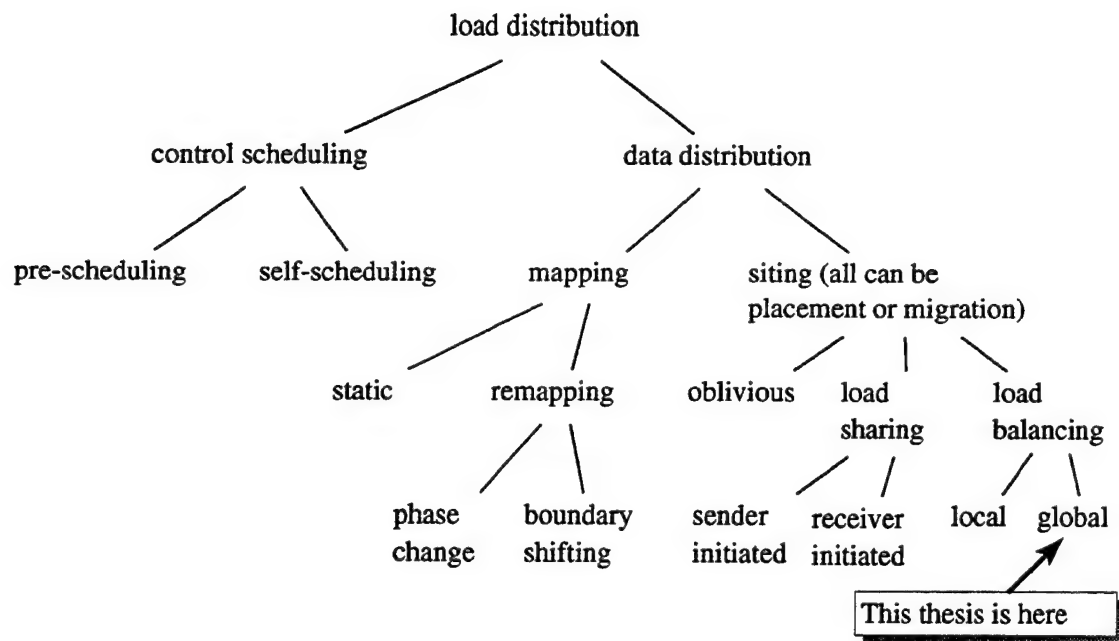 load distribution
control scheduling
data distribution
pre-scheduling
self-scheduling
mapping
siting (all can be
placement or migration)
static
remapping
oblivious
load
sharing
load
balancing
phase
change
boundary
shifting
sender
initiated
receiver
initiated
local
global
This thesis is here